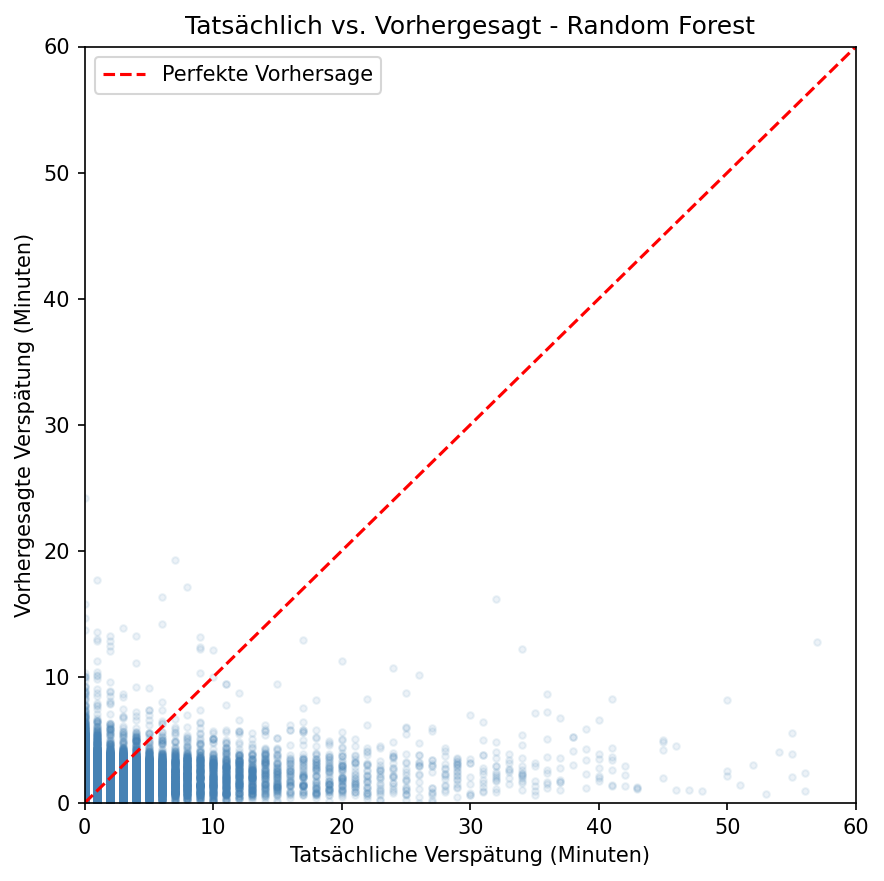 Tatsächlich vs. Vorhergesagt - Random Forest
Perfekte Vorhersage
Vorhergesagte Verspätung (Minuten)
60
50
40
30
20
10
0
0 10 20 30 40 50 60
Tatsächliche Verspätung (Minuten)